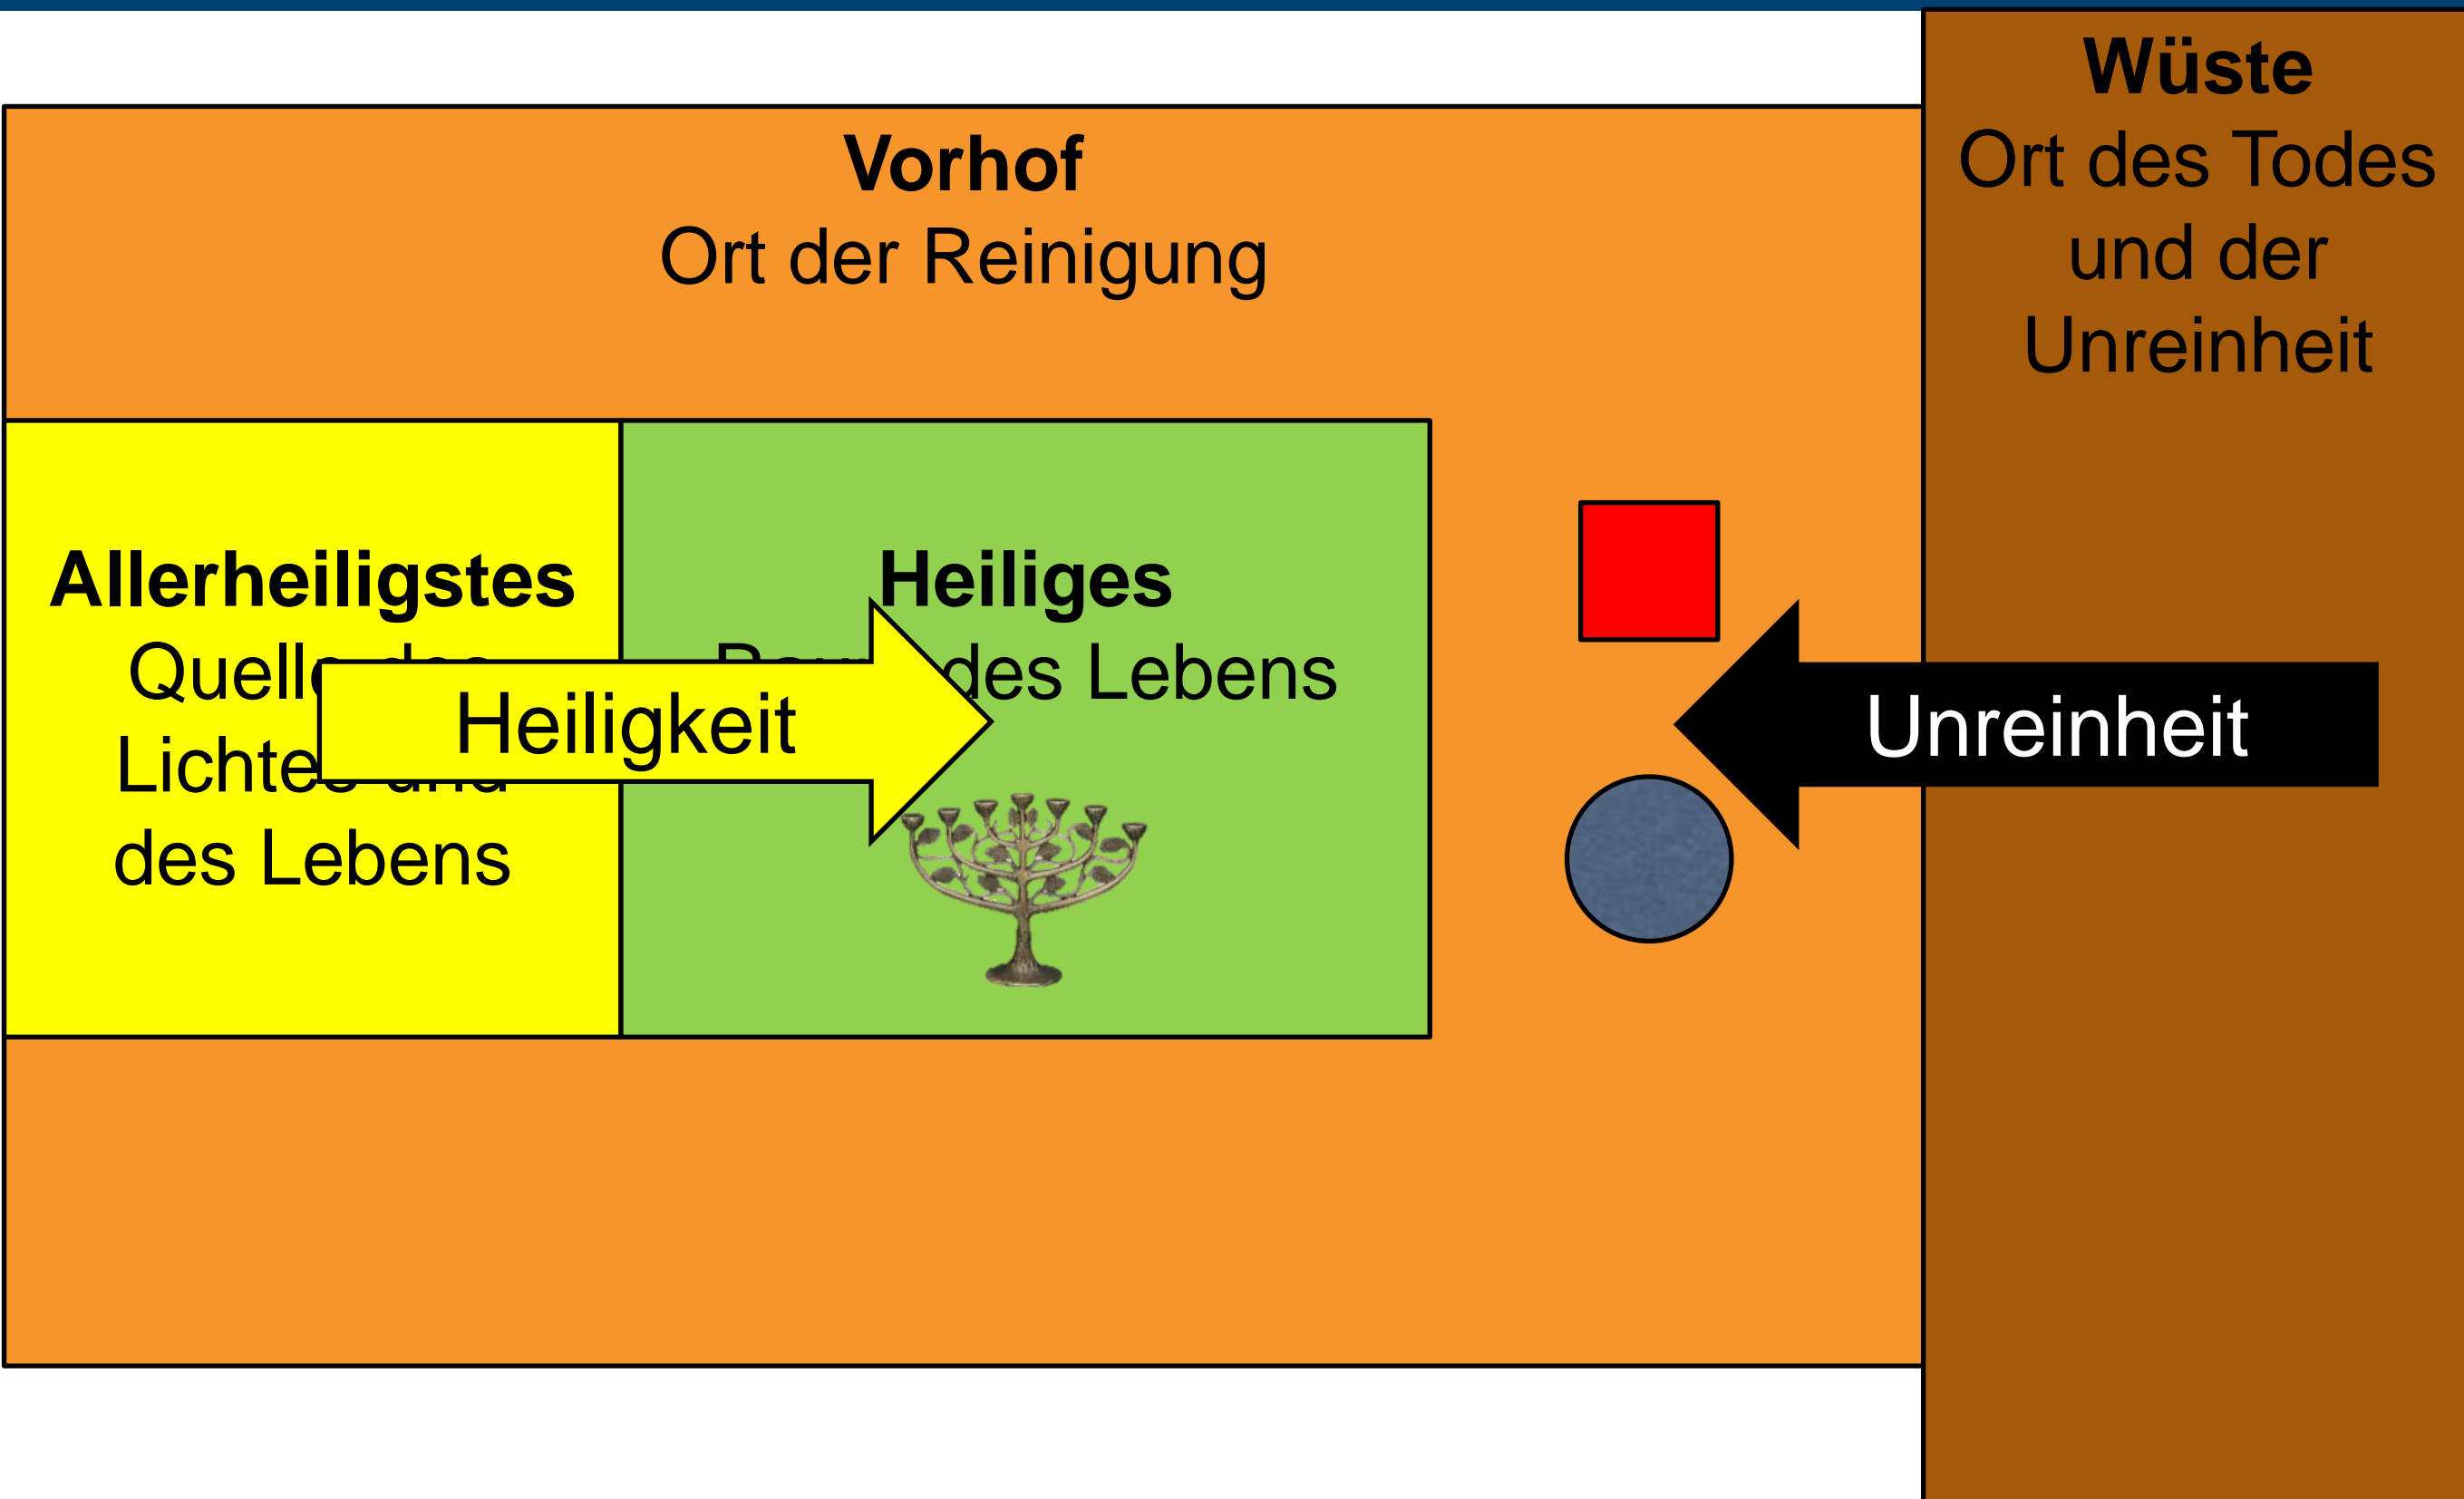 Wüste
Ort des Todes
und der
Unreinheit
Vorhof
Ort der Reinigung
Allerheiligstes
des Lebens
Heiliges
des Lebens
Heiligkeit
Unreinheit